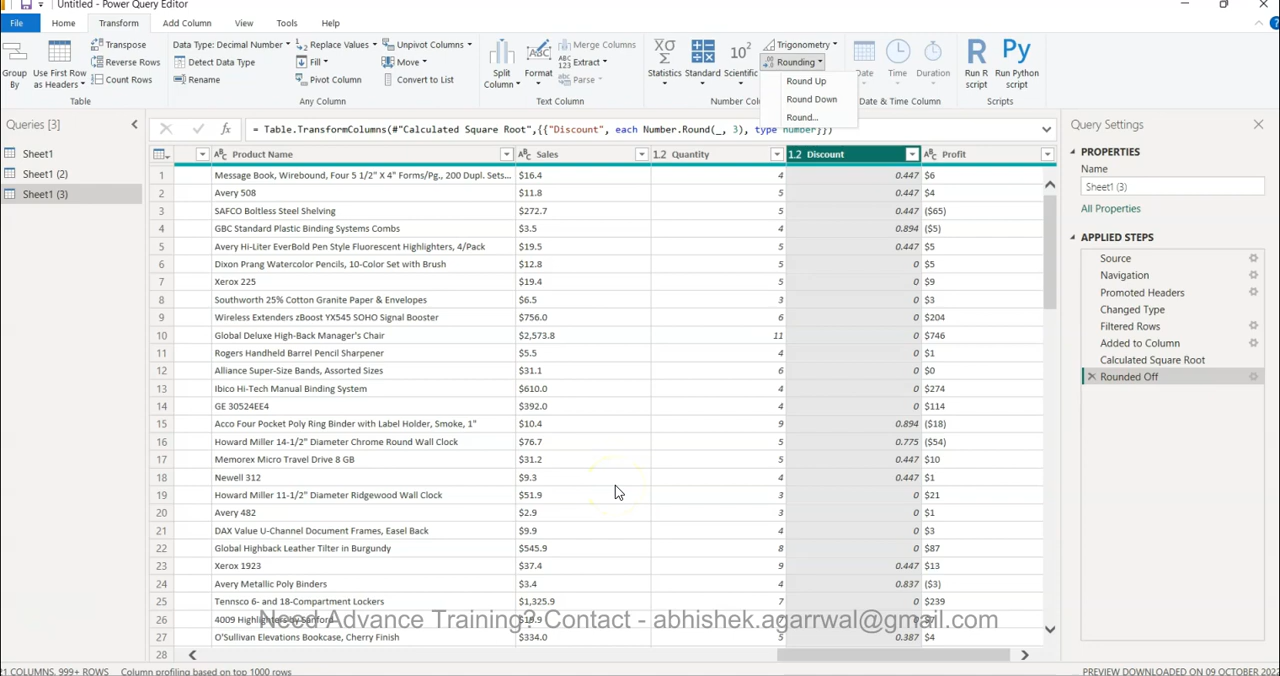 Untitled - Power Query Editor
File Home Transform Add Column View Tools Help
Group By
Use First Row as Headers
Transpose
Reverse Rows
Count Rows
Table
Data Type: Decimal Number
Detect Data Type
Rename
Replace Values
Fill
Pivot Column
Unpivot Columns
Move
Convert to List
Any Column
Split Column
Format
Merge Columns
Extract
Parse
Text Column
Statistics
Standard
Scientific
Trigonometry
Rounding
Round Up
Round Down
Round...
Number Col
Date
Time
Duration
Date & Time Column
Run R script
Run Python script
Scripts
Queries [3]
Sheet1
Sheet1 (2)
Sheet1 (3)
= Table.TransformColumns(#"Calculated Square Root",{{"Discount", each Number.Round(_, 3), type number}})
Product Name Sales Quantity Discount Profit
1 Message Book, Wirebound, Four 5 1/2" X 4" Forms/Pg., 200 Dupl. Sets... $16.4 4 0.447 $6
2 Avery 508 $11.8 5 0.447 $4
3 SAFCO Boltless Steel Shelving $272.7 5 0.447 ($65)
4 GBC Standard Plastic Binding Systems Combs $3.5 4 0.894 ($5)
5 Avery Hi-Liter EverBold Pen Style Fluorescent Highlighters, 4/Pack $19.5 5 0.447 $5
6 Dixon Prang Watercolor Pencils, 10-Color Set with Brush $12.8 5 0 $5
7 Xerox 225 $19.4 5 0 $9
8 Southworth 25% Cotton Granite Paper & Envelopes $6.5 3 0 $3
9 Wireless Extenders zBoost YX545 SOHO Signal Booster $756.0 6 0 $204
10 Global Deluxe High-Back Manager's Chair $2,573.8 11 0 $746
11 Rogers Handheld Barrel Pencil Sharpener $5.5 4 0 $1
12 Alliance Super-Size Bands, Assorted Sizes $31.1 6 0 $0
13 Ibico Hi-Tech Manual Binding System $610.0 4 0 $274
14 GE 30524EE4 $392.0 4 0 $114
15 Acco Four Pocket Poly Ring Binder with Label Holder, Smoke, 1" $10.4 9 0.894 ($18)
16 Howard Miller 14-1/2" Diameter Chrome Round Wall Clock $76.7 5 0.775 ($54)
17 Memorex Micro Travel Drive 8 GB $31.2 5 0.447 $10
18 Newell 312 $9.3 4 0.447 $1
19 Howard Miller 11-1/2" Diameter Ridgewood Wall Clock $51.9 3 0 $21
20 Avery 482 $2.9 3 0 $1
21 DAX Value U-Channel Document Frames, Easel Back $9.9 4 0 $3
22 Global Highback Leather Tilter in Burgundy $545.9 8 0 $87
23 Xerox 1923 $37.4 9 0.447 $13
24 Avery Metallic Poly Binders $3.4 4 0.837 ($3)
25 Tennsco 6- and 18-Compartment Lockers $1,325.9 7 0 $239
26 4009 Highlighters by Sanford $19.9
Need Advance Training? Contact - abhishek.agarrwal@gmail.com
27 O'Sullivan Elevations Bookcase, Cherry Finish $334.0 5 0.387 $4
28
Query Settings
PROPERTIES
Name
Sheet1 (3)
All Properties
APPLIED STEPS
Source
Navigation
Promoted Headers
Changed Type
Filtered Rows
Added to Column
Calculated Square Root
Rounded Off
21 COLUMNS, 999+ ROWS Column profiling based on top 1000 rows
PREVIEW DOWNLOADED ON 09 OCTOBER 2022